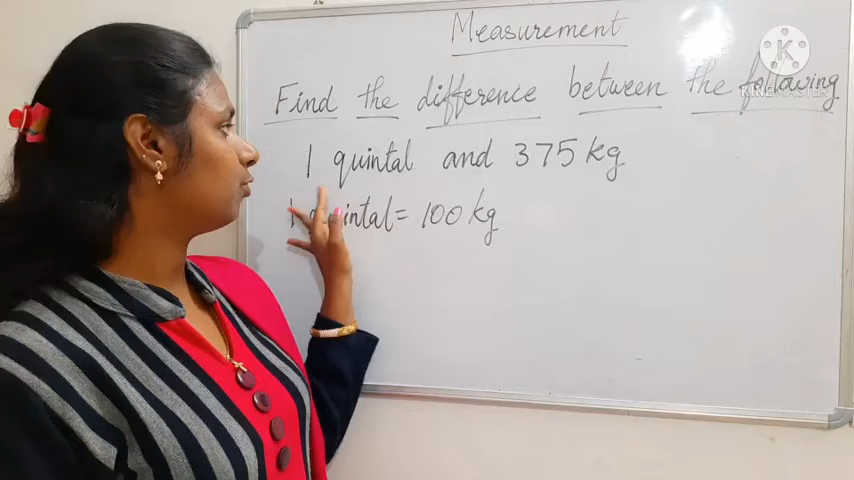 Measurement
Find the difference between the following
1 quintal and 375 kg
1 quintal = 100 kg
K
KINEMASTER